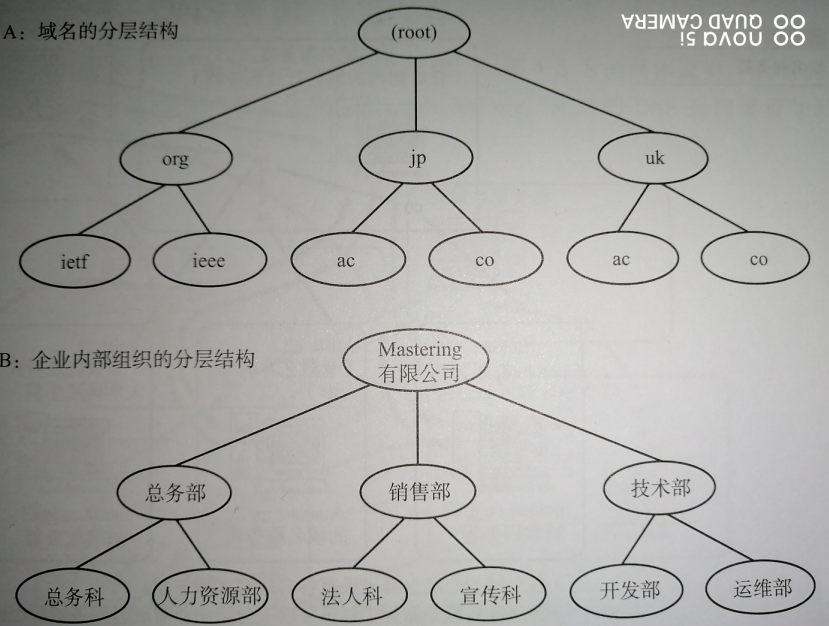 A：域名的分层结构
(root)
nova 5i
QUAD CAMERA
org
jp
uk
ietf
ieee
ac
co
ac
co
B：企业内部组织的分层结构
Mastering
有限公司
总务部
销售部
技术部
总务科
人力资源部
法人科
宣传科
开发部
运维部